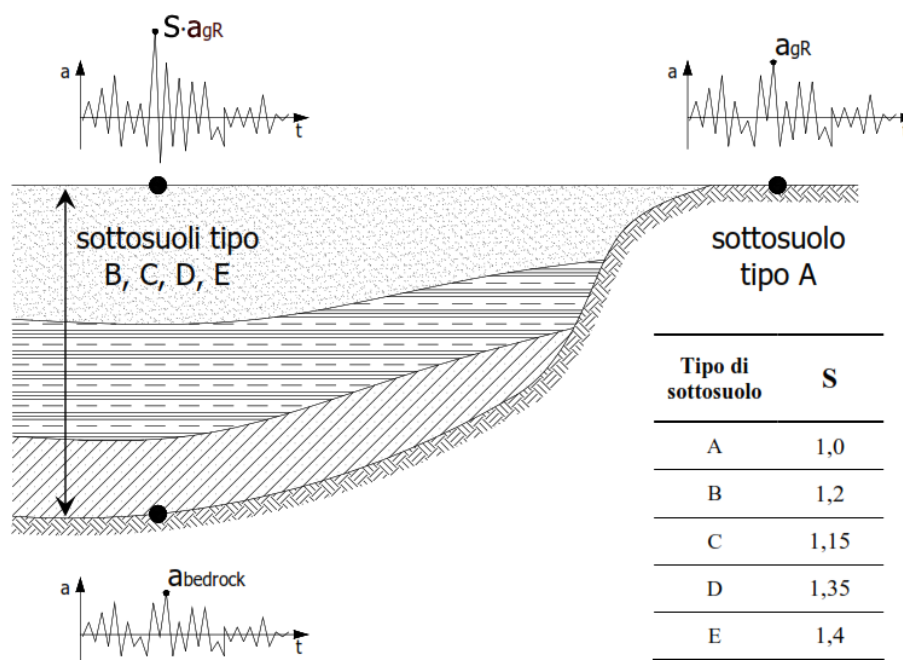 S·agR
a
t
agR
a
t
sottosuoli tipo
B, C, D, E
sottosuolo
tipo A
Tipo di
sottosuolo
S
A 1,0
B 1,2
C 1,15
D 1,35
E 1,4
abedrock
a
t